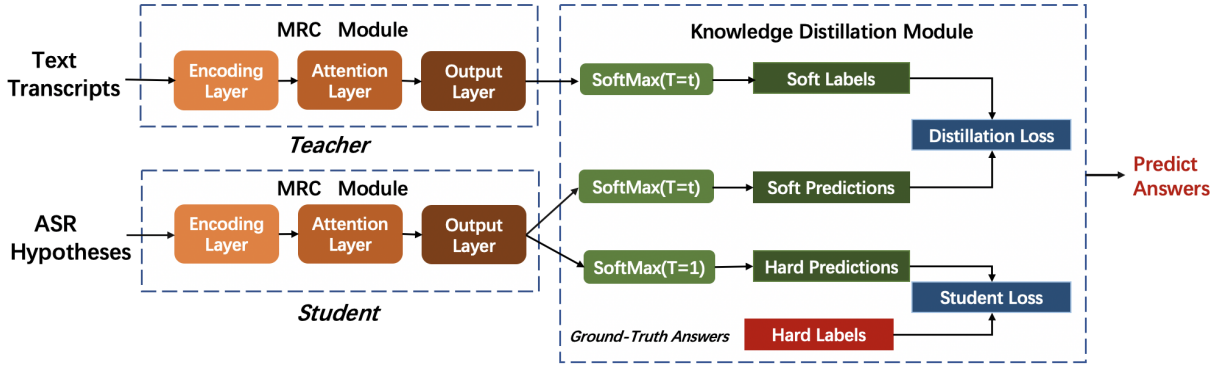 Text
Transcripts
MRC Module
Encoding
Layer
Attention
Layer
Output
Layer
Teacher
ASR
Hypotheses
MRC Module
Encoding
Layer
Attention
Layer
Output
Layer
Student
Knowledge Distillation Module
SoftMax(T=t)
Soft Labels
Distillation Loss
SoftMax(T=t)
Soft Predictions
SoftMax(T=1)
Hard Predictions
Student Loss
Ground-Truth Answers
Hard Labels
Predict
Answers